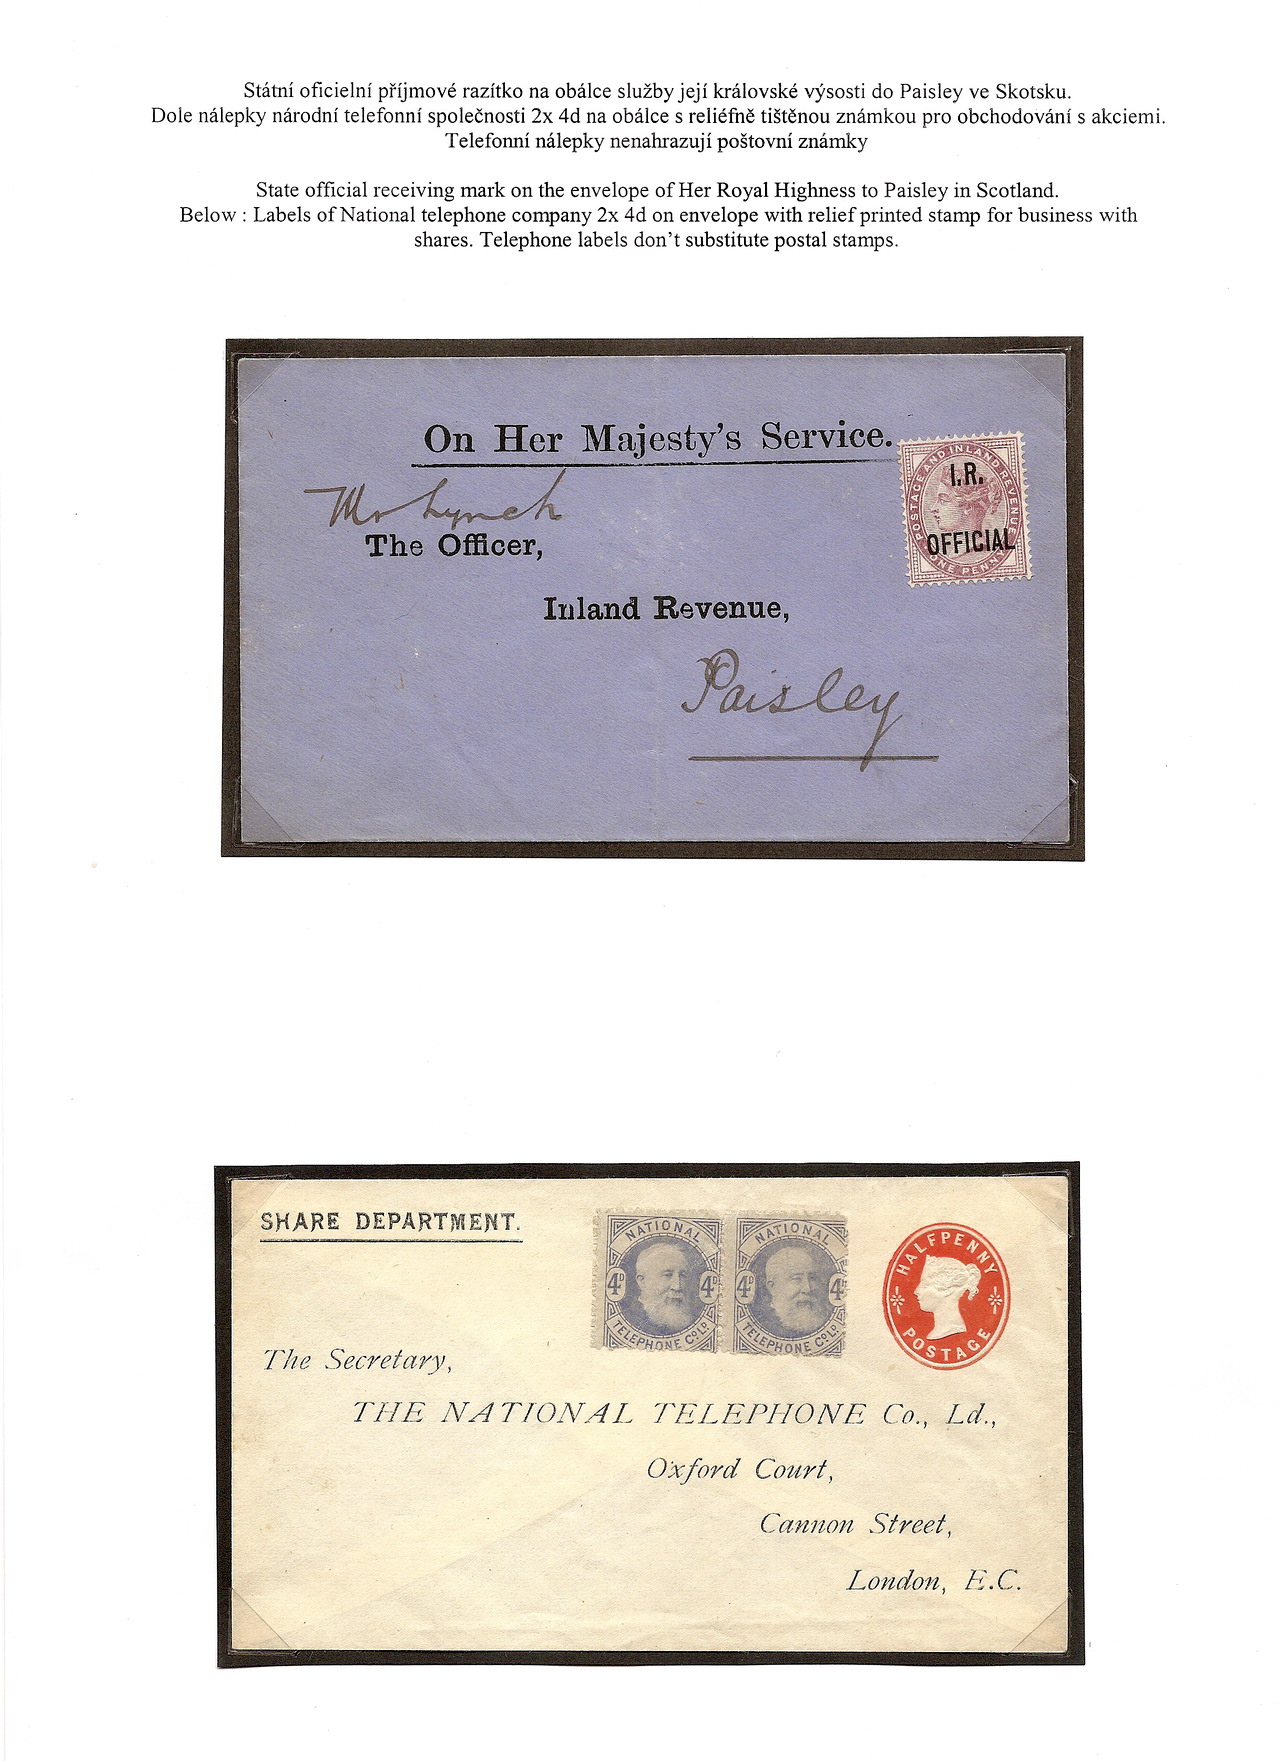 Státní oficielní příjmové razítko na obálce služby její královské výsosti do Paisley ve Skotsku.
Dole nálepky národní telefonní společnosti 2x 4d na obálce s reliéfně tištěnou známkou pro obchodování s akciemi.
Telefonní nálepky nenahrazují poštovní známky
State official receiving mark on the envelope of Her Royal Highness to Paisley in Scotland.
Below : Labels of National telephone company 2x 4d on envelope with relief printed stamp for business with
shares. Telephone labels don't substitute postal stamps.
On Her Majesty's Service.
Mr Lynch
The Officer,
Inland Revenue,
Paisley
POSTAGE AND INLAND REVENUE
I.R.
OFFICIAL
ONE PENNY
SHARE DEPARTMENT.
NATIONAL
4D 4D
TELEPHONE Co LD
NATIONAL
4D 4D
TELEPHONE Co LD
HALFPENNY
POSTAGE
The Secretary,
THE NATIONAL TELEPHONE Co., Ld.,
Oxford Court,
Cannon Street,
London, E.C.